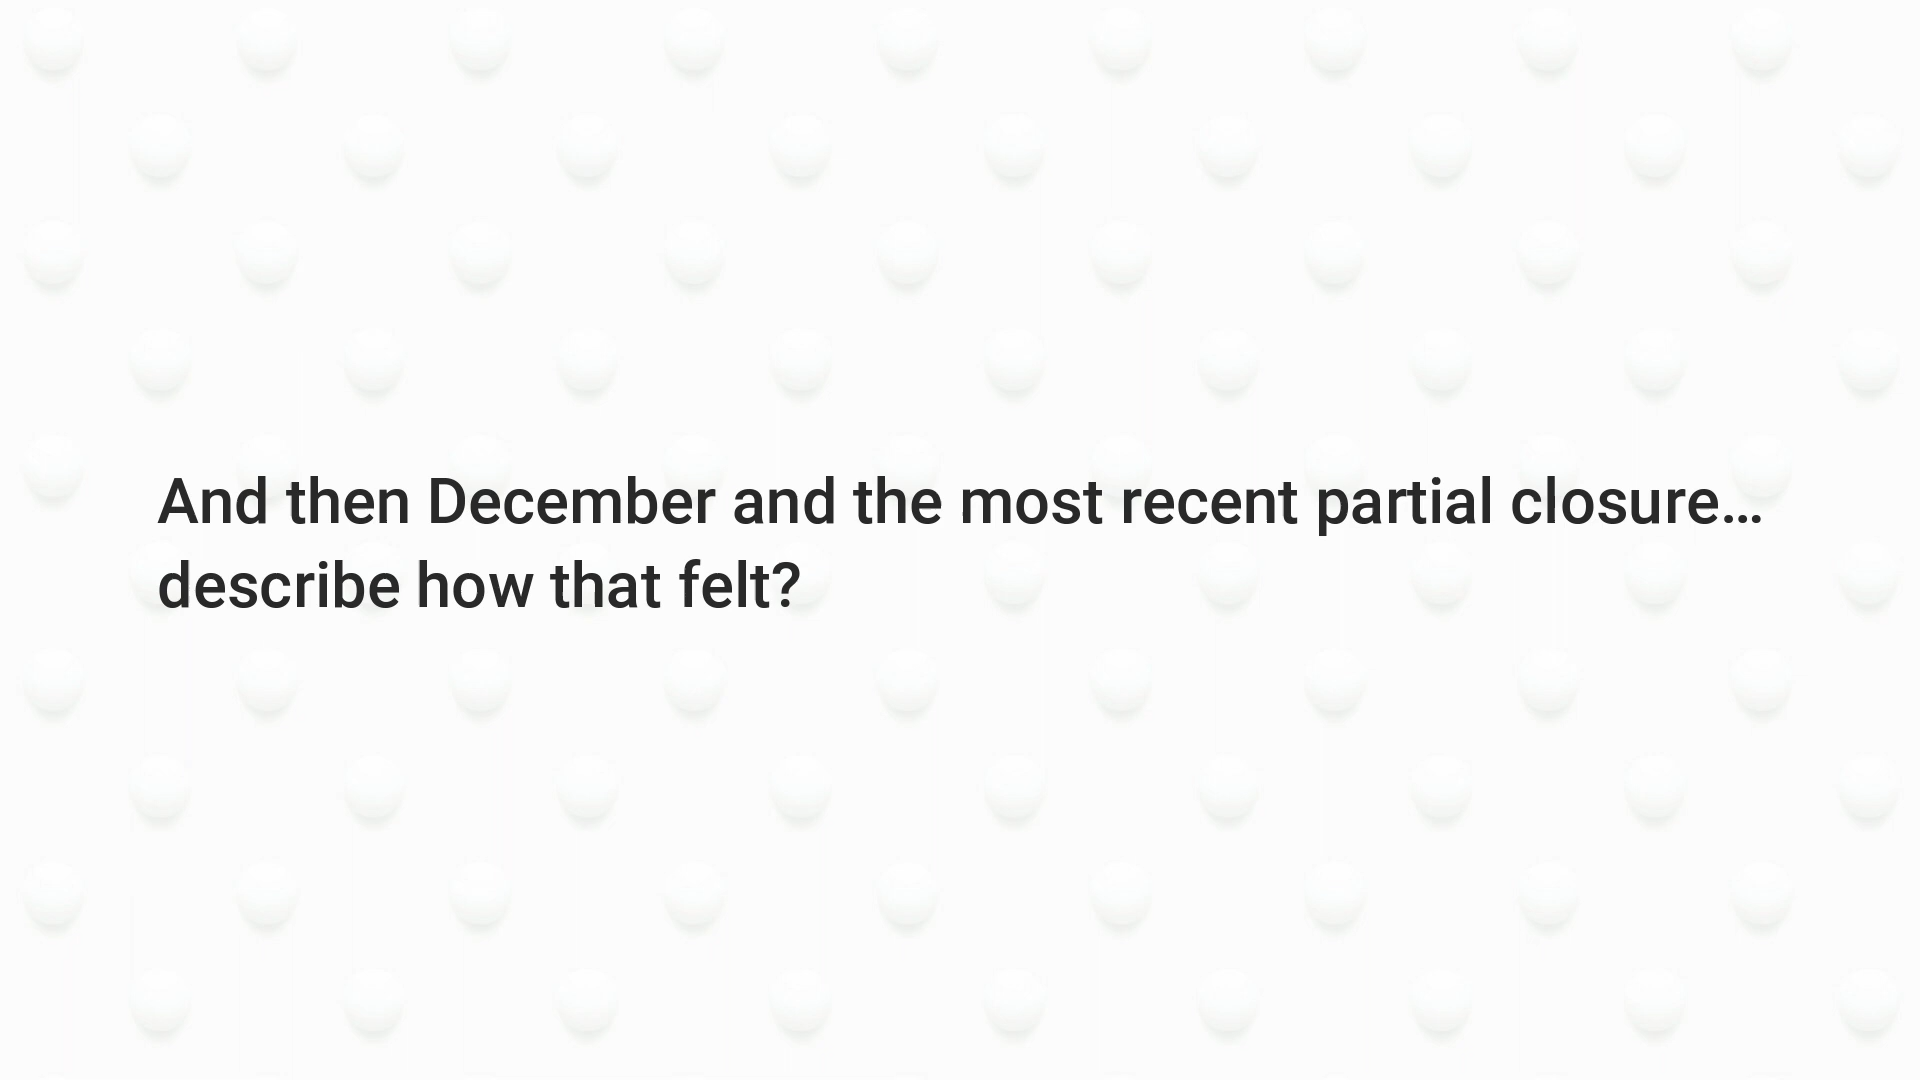 And then December and the most recent partial closure…
describe how that felt?